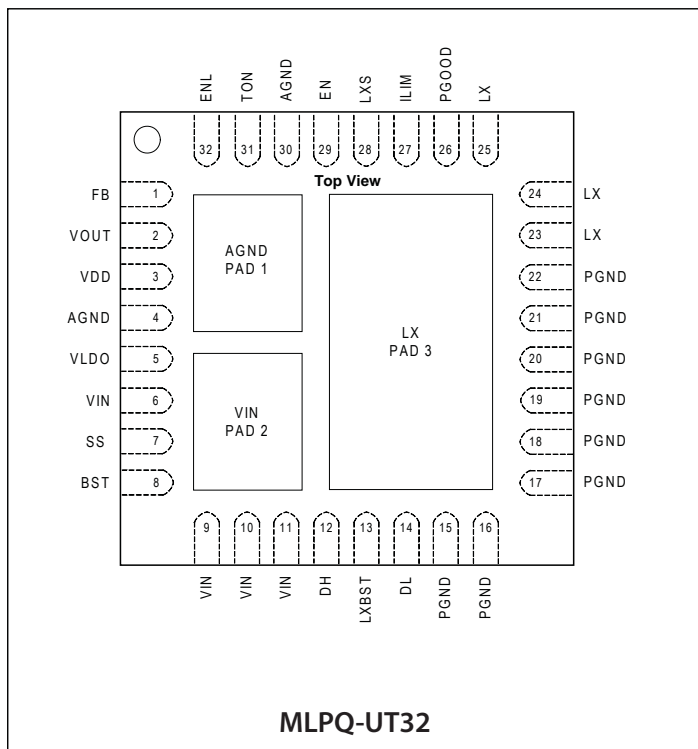 ENL
TON
AGND
EN
LXS
ILIM
PGOOD
LX
32
31
30
29
28
27
26
25
Top View
FB 1
VOUT 2
VDD 3
AGND 4
VLDO 5
VIN 6
SS 7
BST 8
AGND
PAD 1
VIN
PAD 2
LX
PAD 3
24 LX
23 LX
22 PGND
21 PGND
20 PGND
19 PGND
18 PGND
17 PGND
9
10
11
12
13
14
15
16
VIN
VIN
VIN
DH
LXBST
DL
PGND
PGND
MLPQ-UT32